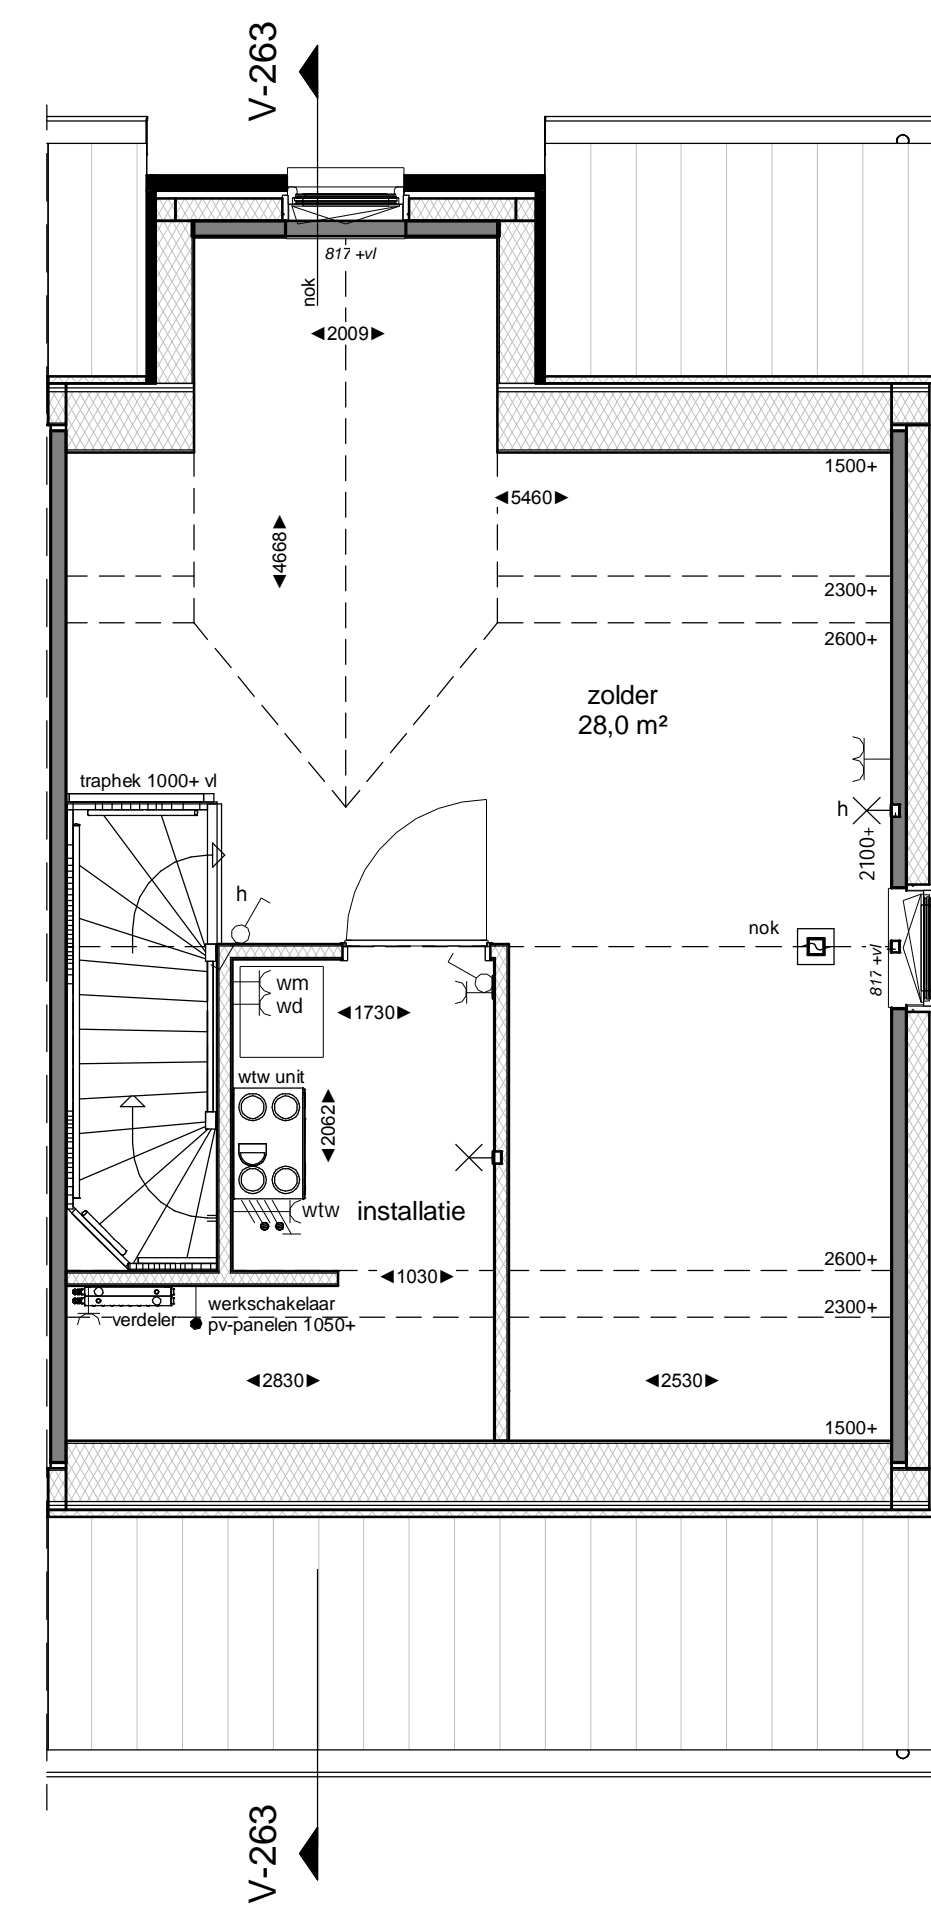 V-263
817 +vl
nok
◄2009►
1500+
◄5460►
◄4668►
2300+
2600+
zolder
28,0 m²
traphek 1000+ vl
h
2100+
h
nok
817 +vl
wm
wd
◄1730►
wtw unit
◄2062►
wtw
installatie
2600+
◄1030►
werkschakelaar
2300+
verdeler
pv-panelen 1050+
◄2830►
◄2530►
1500+
V-263